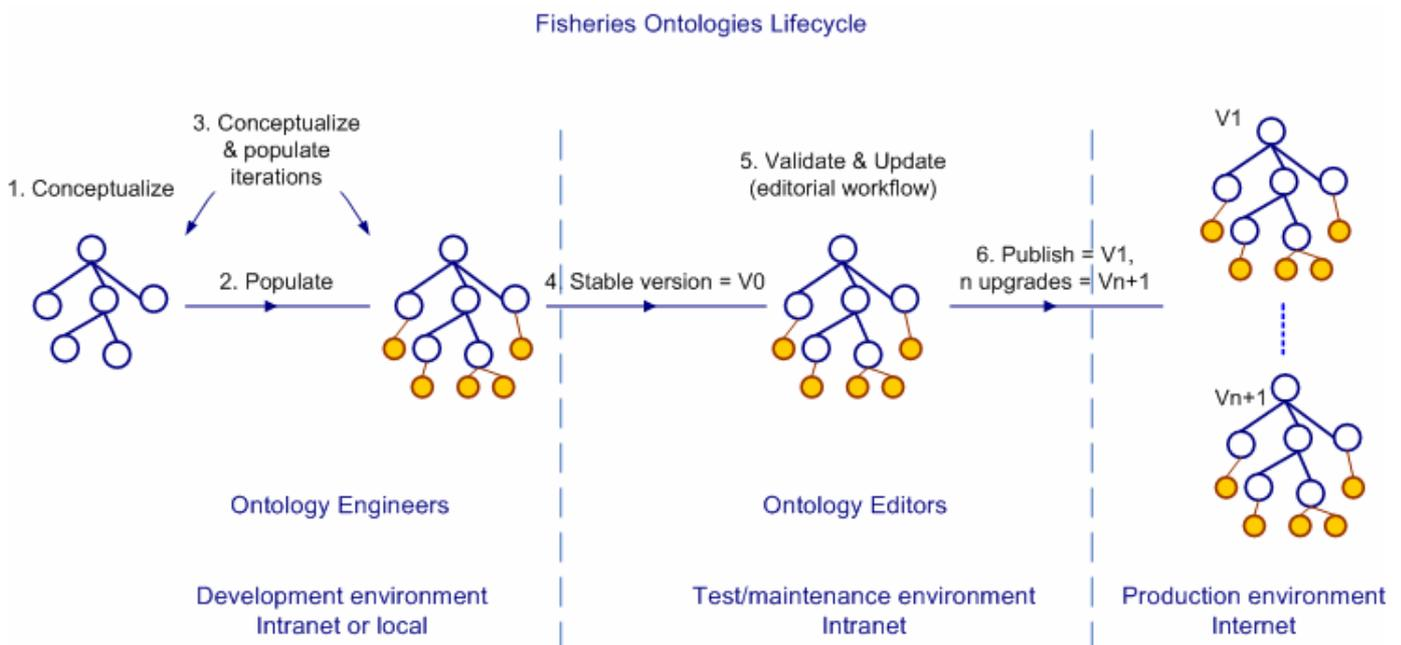 Fisheries Ontologies Lifecycle
1. Conceptualize
3. Conceptualize
& populate
iterations
2. Populate
4. Stable version = V0
5. Validate & Update
(editorial workflow)
6. Publish = V1,
n upgrades = Vn+1
V1
Vn+1
Ontology Engineers
Ontology Editors
Development environment
Intranet or local
Test/maintenance environment
Intranet
Production environment
Internet